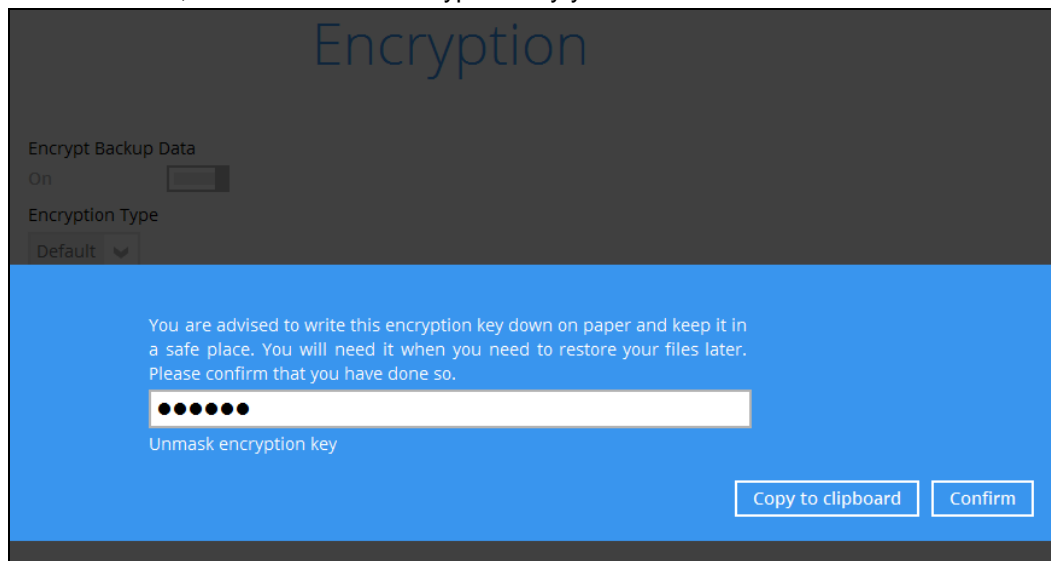 Encryption
Encrypt Backup Data
On
Encryption Type
Default
You are advised to write this encryption key down on paper and keep it in
a safe place. You will need it when you need to restore your files later.
Please confirm that you have done so.
●●●●●●
Unmask encryption key
Copy to clipboard Confirm